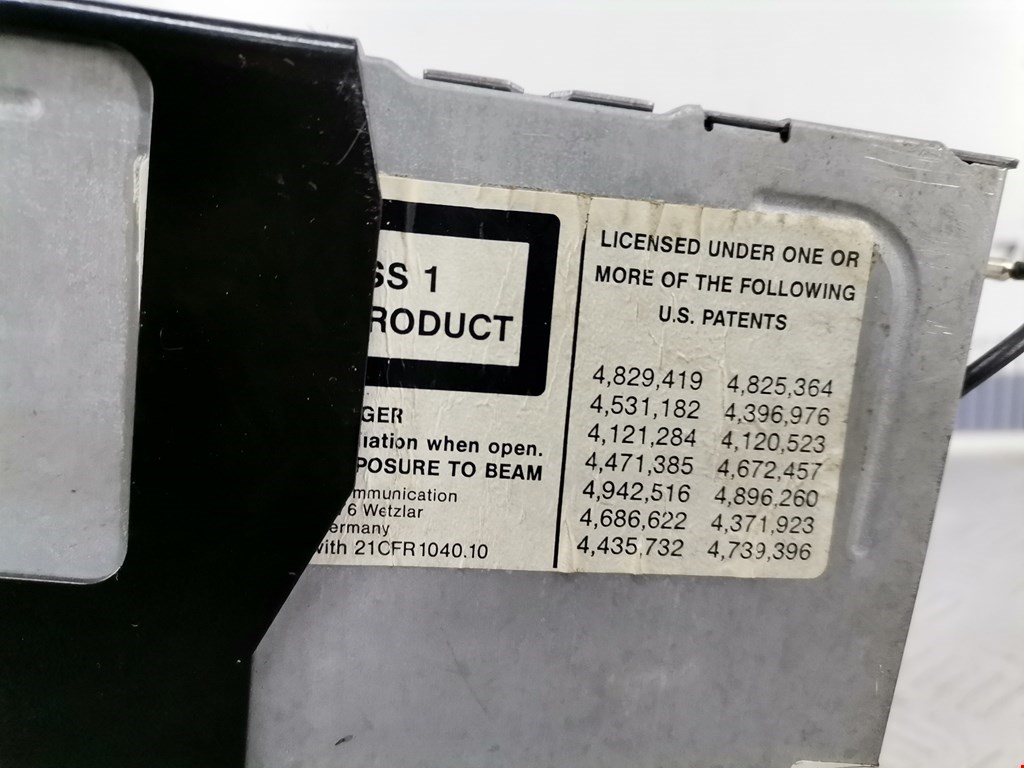 SS 1
RODUCT
GER
iation when open.
POSURE TO BEAM
mmunication
6 Wetzlar
ermany
with 21CFR1040.10
LICENSED UNDER ONE OR
MORE OF THE FOLLOWING
U.S. PATENTS
4,829,419 4,825,364
4,531,182 4,396,976
4,121,284 4,120,523
4,471,385 4,672,457
4,942,516 4,896,260
4,686,622 4,371,923
4,435,732 4,739,396